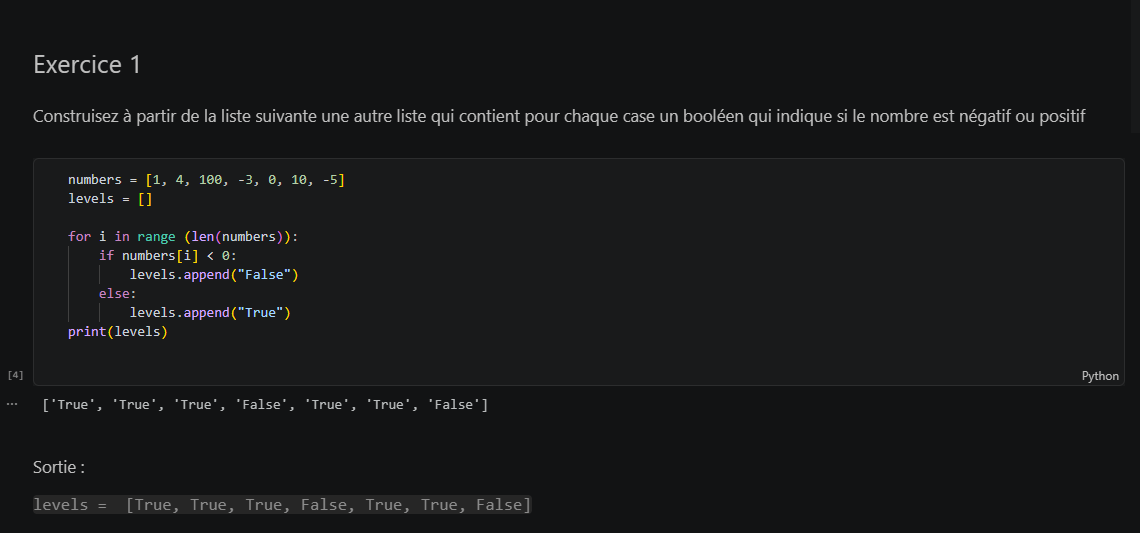 Exercice 1
Construisez à partir de la liste suivante une autre liste qui contient pour chaque case un booléen qui indique si le nombre est négatif ou positif
numbers = [1, 4, 100, -3, 0, 10, -5]
levels = []
for i in range (len(numbers)):
    if numbers[i] < 0:
        levels.append("False")
    else:
        levels.append("True")
print(levels)
[4]
Python
... ['True', 'True', 'True', 'False', 'True', 'True', 'False']
Sortie :
levels =  [True, True, True, False, True, True, False]